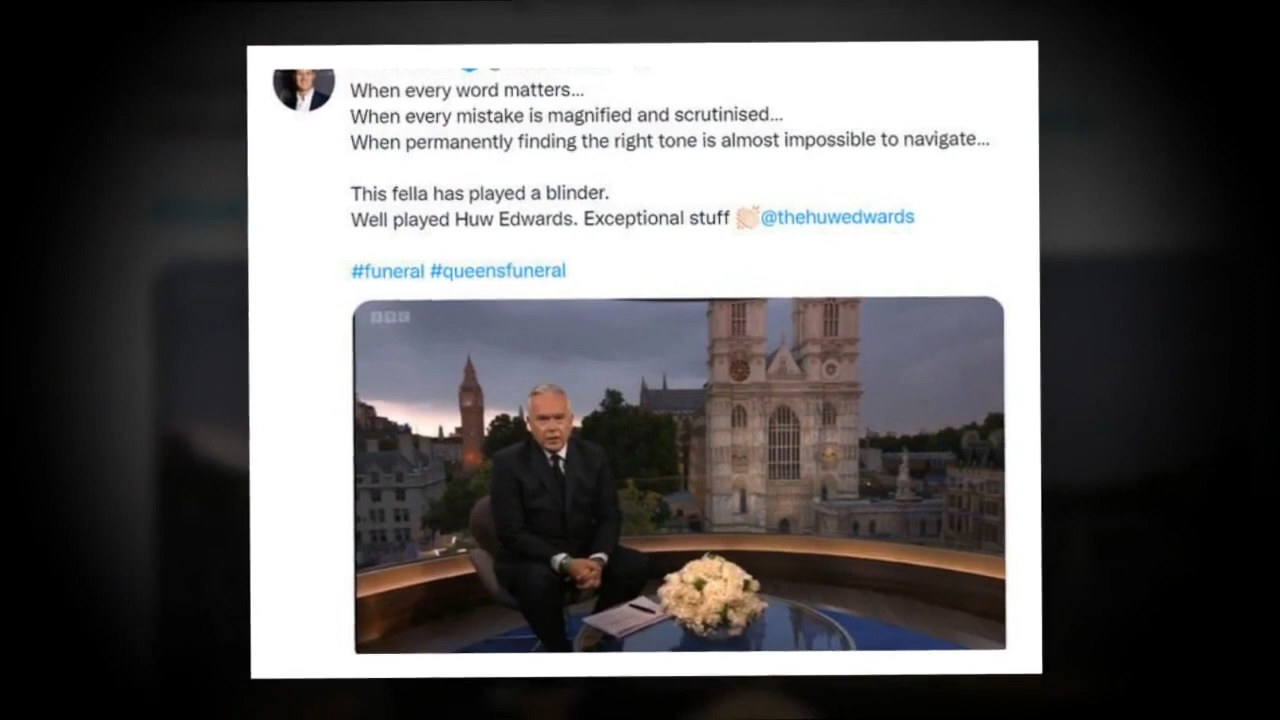 When every word matters...
When every mistake is magnified and scrutinised...
When permanently finding the right tone is almost impossible to navigate...
This fella has played a blinder.
Well played Huw Edwards. Exceptional stuff 👏🏻@thehuwedwards
#funeral #queensfuneral
BBC